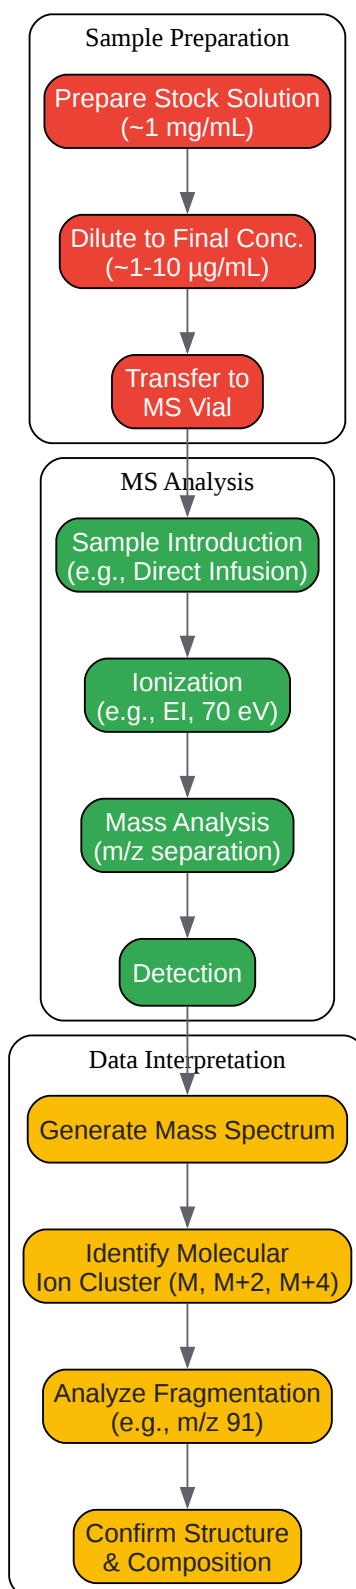 Sample Preparation
Prepare Stock Solution
(~1 mg/mL)
Dilute to Final Conc.
(~1-10 µg/mL)
Transfer to
MS Vial
MS Analysis
Sample Introduction
(e.g., Direct Infusion)
Ionization
(e.g., EI, 70 eV)
Mass Analysis
(m/z separation)
Detection
Data Interpretation
Generate Mass Spectrum
Identify Molecular
Ion Cluster (M, M+2, M+4)
Analyze Fragmentation
(e.g., m/z 91)
Confirm Structure
& Composition